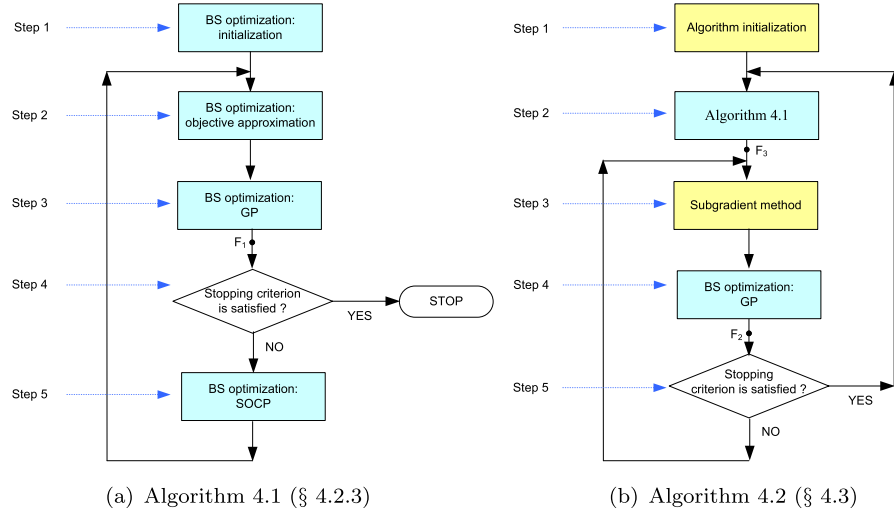 Step 1
BS optimization:
initialization
Step 2
BS optimization:
objective approximation
Step 3
BS optimization:
GP
F1
Step 4
Stopping criterion
is satisfied ?
YES
STOP
NO
Step 5
BS optimization:
SOCP
(a) Algorithm 4.1 (§ 4.2.3)
Step 1
Algorithm initialization
Step 2
Algorithm 4.1
F3
Step 3
Subgradient method
Step 4
BS optimization:
GP
F2
Step 5
Stopping
criterion is satisfied ?
YES
NO
(b) Algorithm 4.2 (§ 4.3)